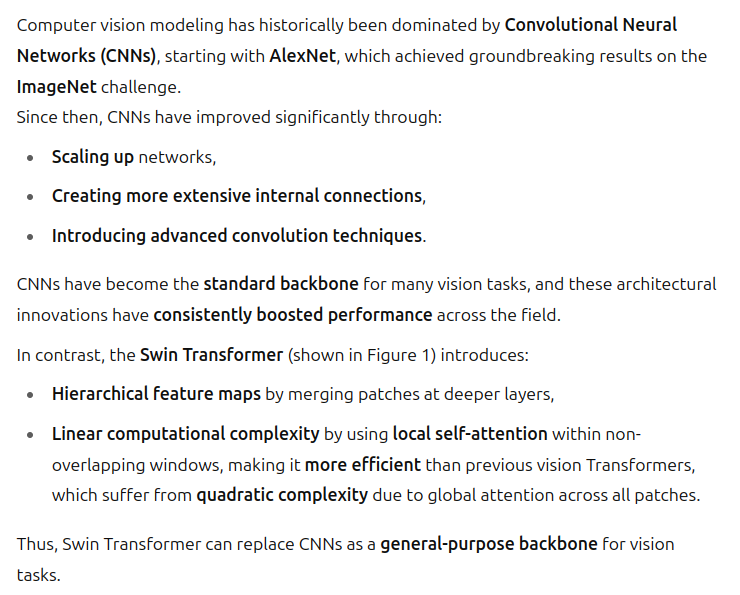 Computer vision modeling has historically been dominated by Convolutional Neural
Networks (CNNs), starting with AlexNet, which achieved groundbreaking results on the
ImageNet challenge.
Since then, CNNs have improved significantly through:
• Scaling up networks,
• Creating more extensive internal connections,
• Introducing advanced convolution techniques.
CNNs have become the standard backbone for many vision tasks, and these architectural
innovations have consistently boosted performance across the field.
In contrast, the Swin Transformer (shown in Figure 1) introduces:
• Hierarchical feature maps by merging patches at deeper layers,
• Linear computational complexity by using local self-attention within non-
overlapping windows, making it more efficient than previous vision Transformers,
which suffer from quadratic complexity due to global attention across all patches.
Thus, Swin Transformer can replace CNNs as a general-purpose backbone for vision
tasks.